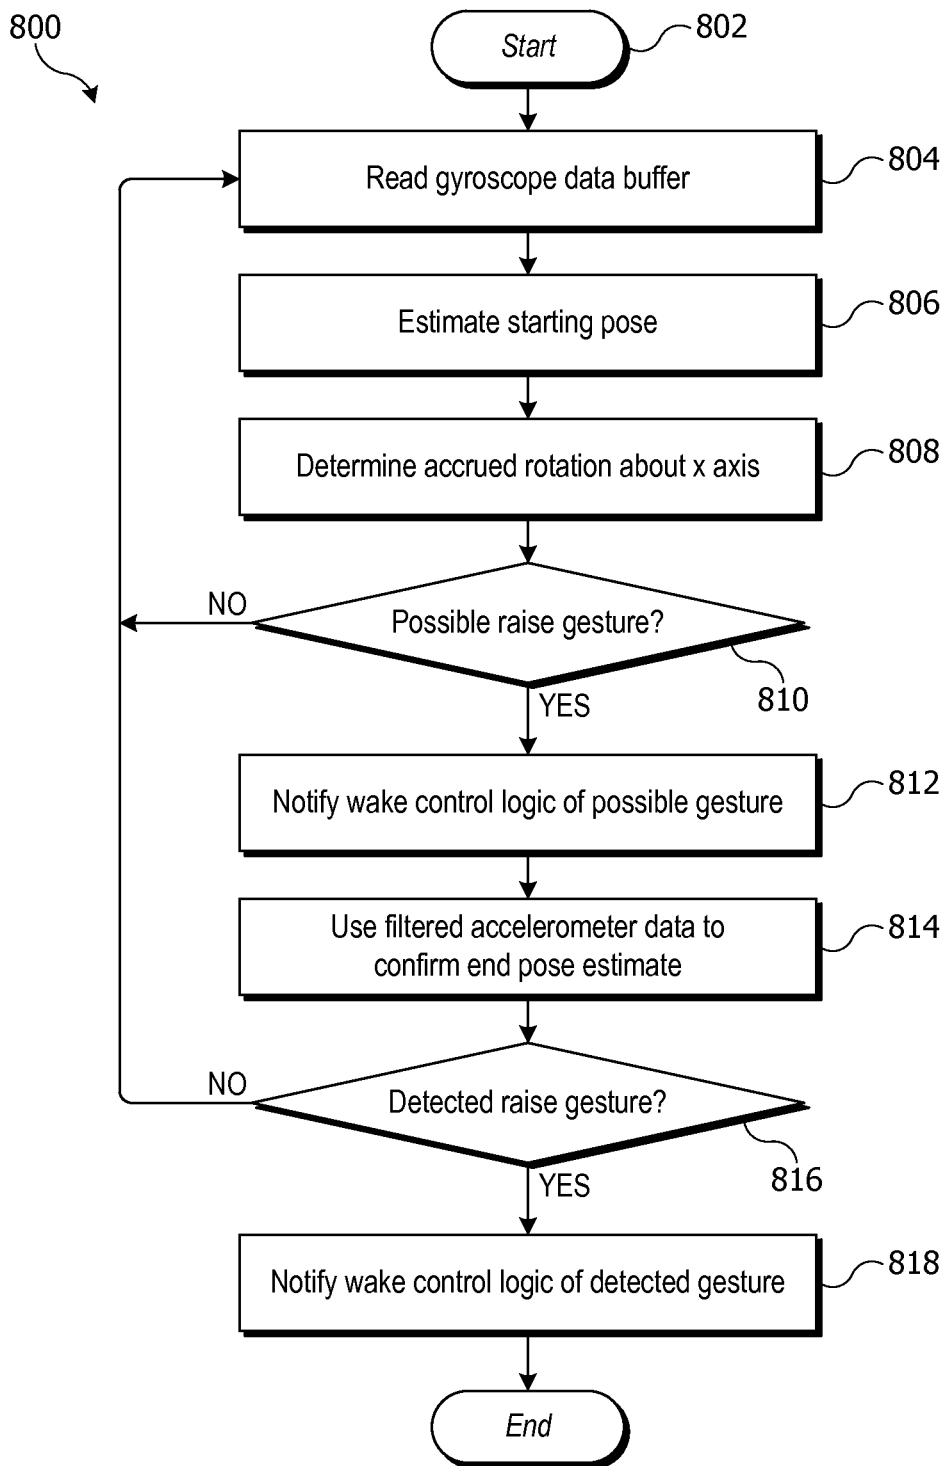 800
Start
802
Read gyroscope data buffer
804
Estimate starting pose
806
Determine accrued rotation about x axis
808
NO
Possible raise gesture?
810
YES
Notify wake control logic of possible gesture
812
Use filtered accelerometer data to
confirm end pose estimate
814
NO
Detected raise gesture?
816
YES
Notify wake control logic of detected gesture
818
End